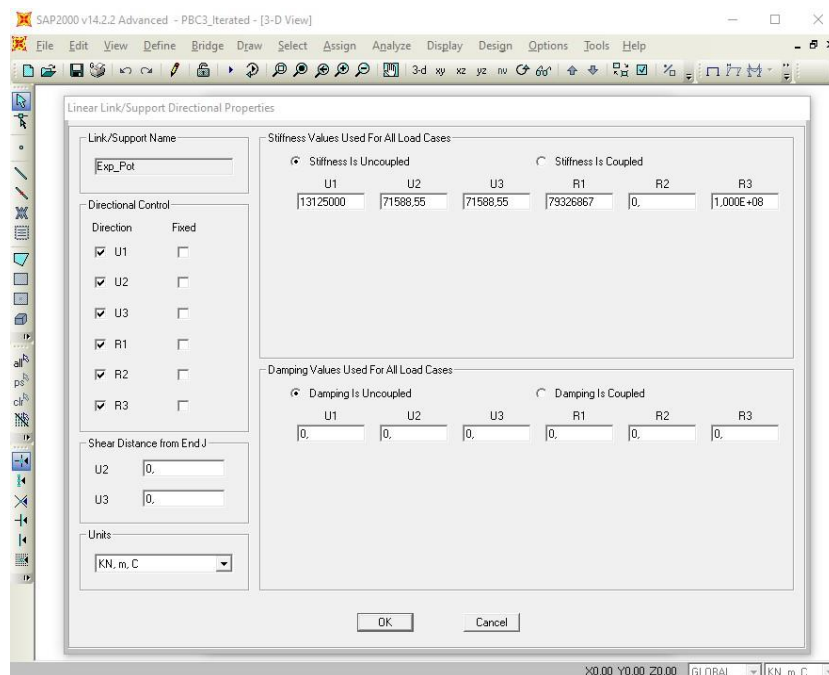 SAP2000 v14.2.2 Advanced - PBC3_Iterated - [3-D View]
File Edit View Define Bridge Draw Select Assign Analyze Display Design Options Tools Help
3-d xy xz yz nv
Linear Link/Support Directional Properties
Link/Support Name
Exp_Pot
Directional Control
Direction Fixed
U1
U2
U3
R1
R2
R3
Shear Distance from End J
U2 0,
U3 0,
Units
KN, m, C
Stiffness Values Used For All Load Cases
Stiffness Is Uncoupled Stiffness Is Coupled
U1 U2 U3 R1 R2 R3
13125000 71588,55 71588,55 79326867 0, 1,000E+08
Damping Values Used For All Load Cases
Damping Is Uncoupled Damping Is Coupled
U1 U2 U3 R1 R2 R3
0, 0, 0, 0, 0, 0,
OK Cancel
all
ps
clr
X0.00 Y0.00 Z0.00 GLOBAL KN, m, C